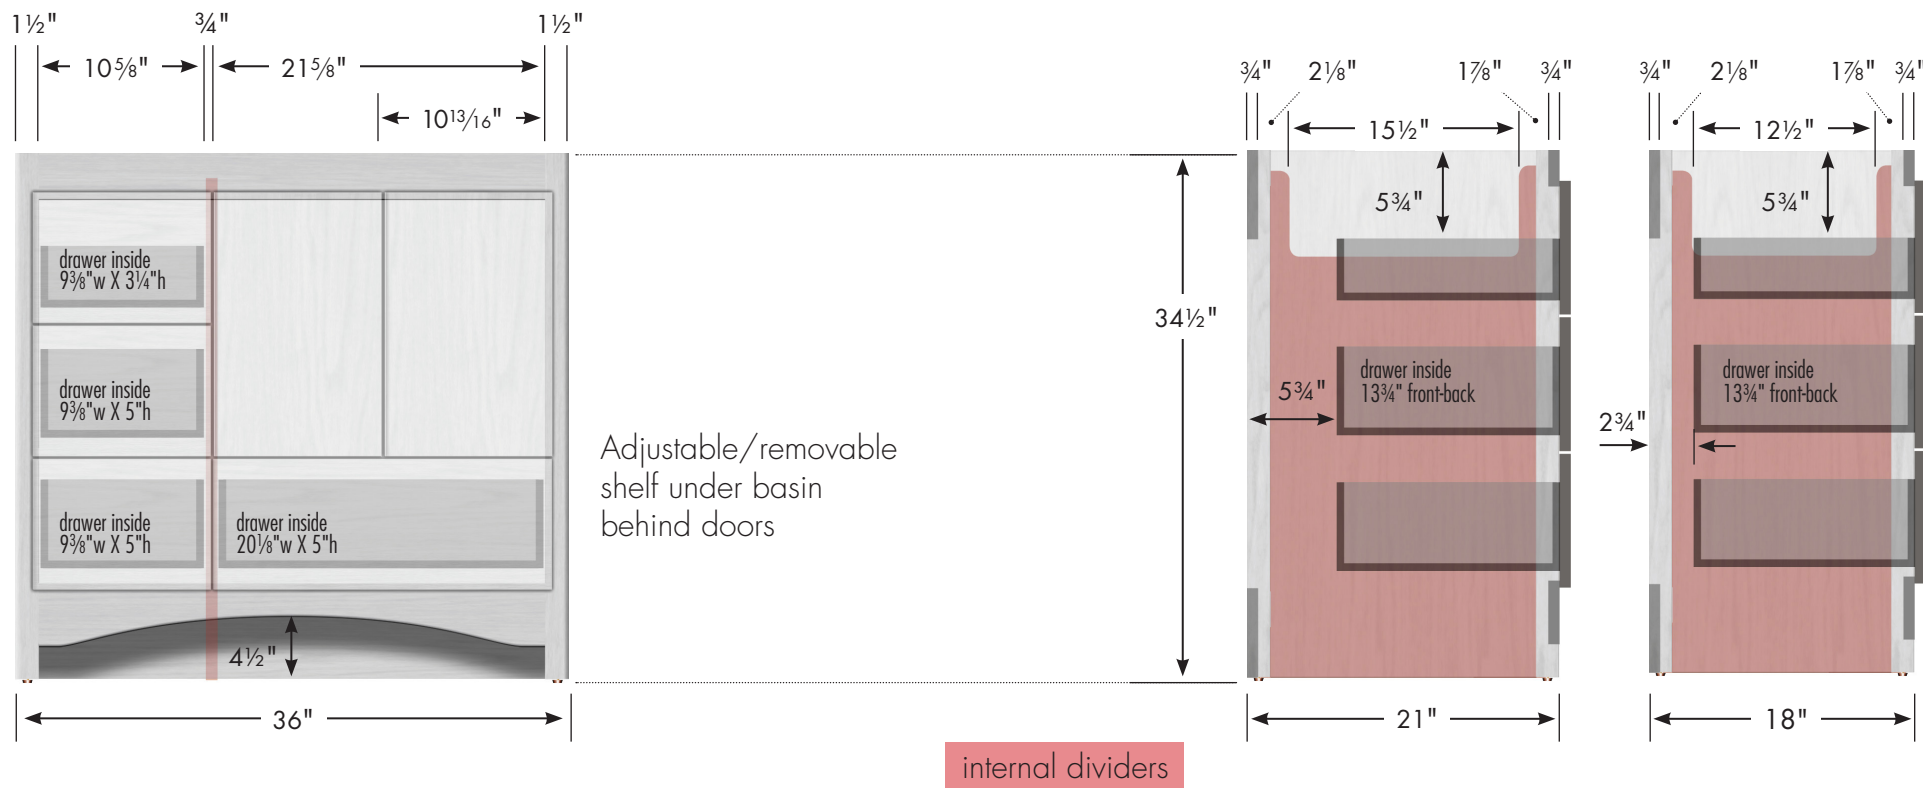 1½" ¾" 1½"
10⅝" 21⅝"
10¹³⁄₁₆"
drawer inside
9⅜"w X 3¼"h
drawer inside
9⅜"w X 5"h
drawer inside
9⅜"w X 5"h
drawer inside
20⅛"w X 5"h
4½"
36"
Adjustable/removable
shelf under basin
behind doors
34½"
¾" 2⅛" 1⅞" ¾"
15½"
5¾"
drawer inside
13¾" front-back
5¾"
21"
¾" 2⅛" 1⅞" ¾"
12½"
5¾"
drawer inside
13¾" front-back
2¾"
18"
internal dividers